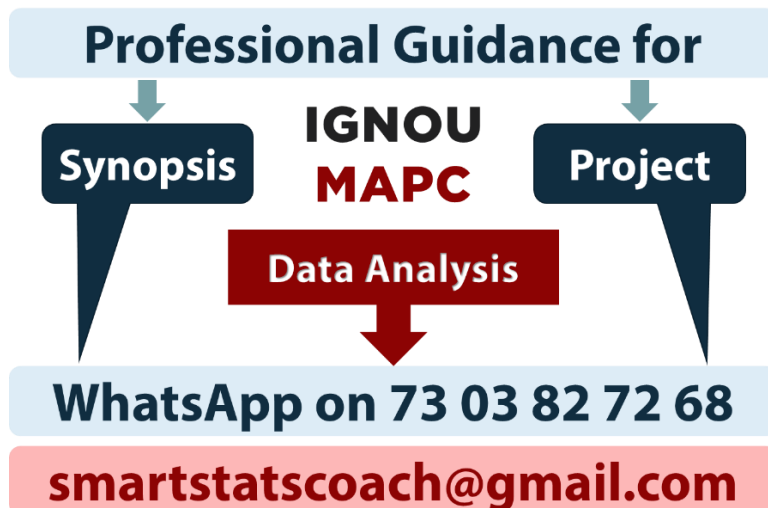 Professional Guidance for
IGNOU
MAPC
Synopsis
Project
Data Analysis
WhatsApp on 73 03 82 72 68
smartstatscoach@gmail.com